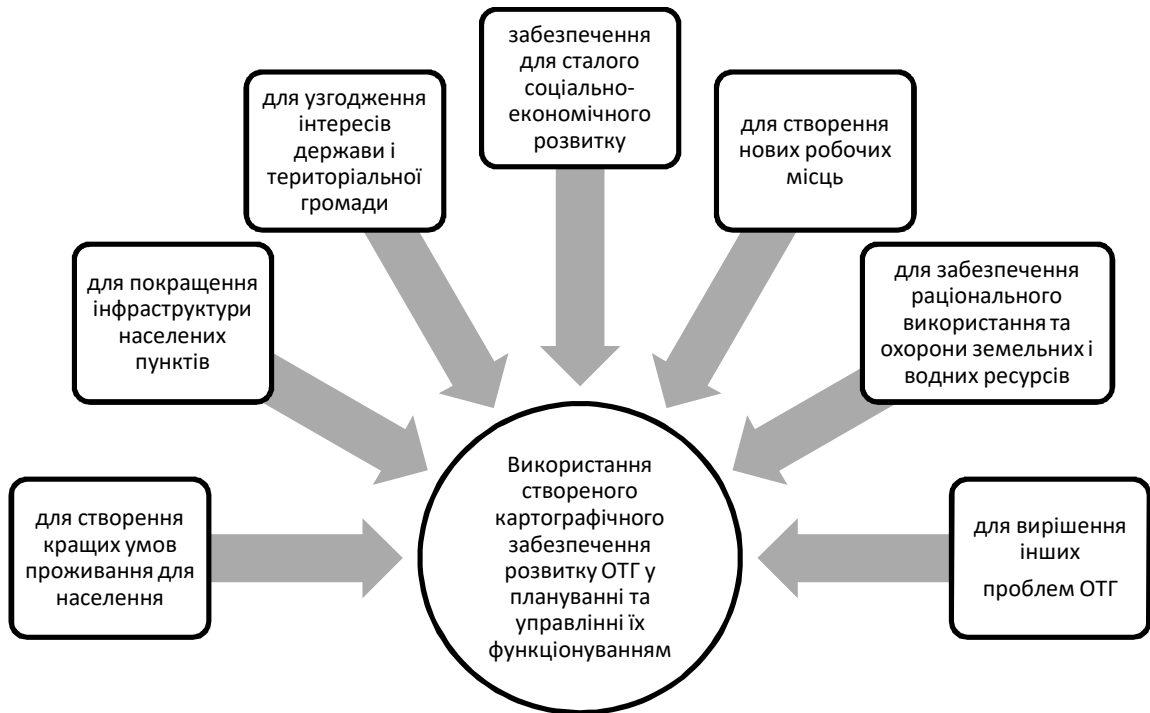 забезпечення
для сталого
соціально-
економічного
розвитку
для узгодження
інтересів
держави і
територіальної
громади
для створення
нових робочих
місць
для покращення
інфраструктури
населених
пунктів
для забезпечення
раціонального
використання та
охорони земельних і
водних ресурсів
для створення
кращих умов
проживання для
населення
Використання
створеного
картографічного
забезпечення
розвитку ОТГ у
плануванні та
управлінні їх
функціонуванням
для вирішення
інших
проблем ОТГ